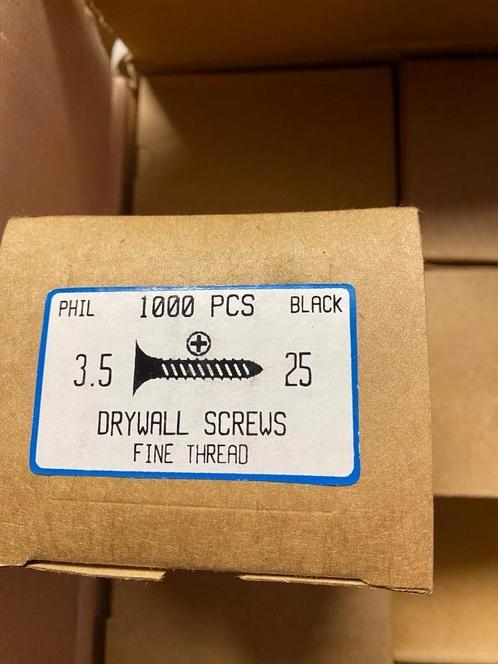 PHIL 1000 PCS BLACK
3.5 25
DRYWALL SCREWS
FINE THREAD